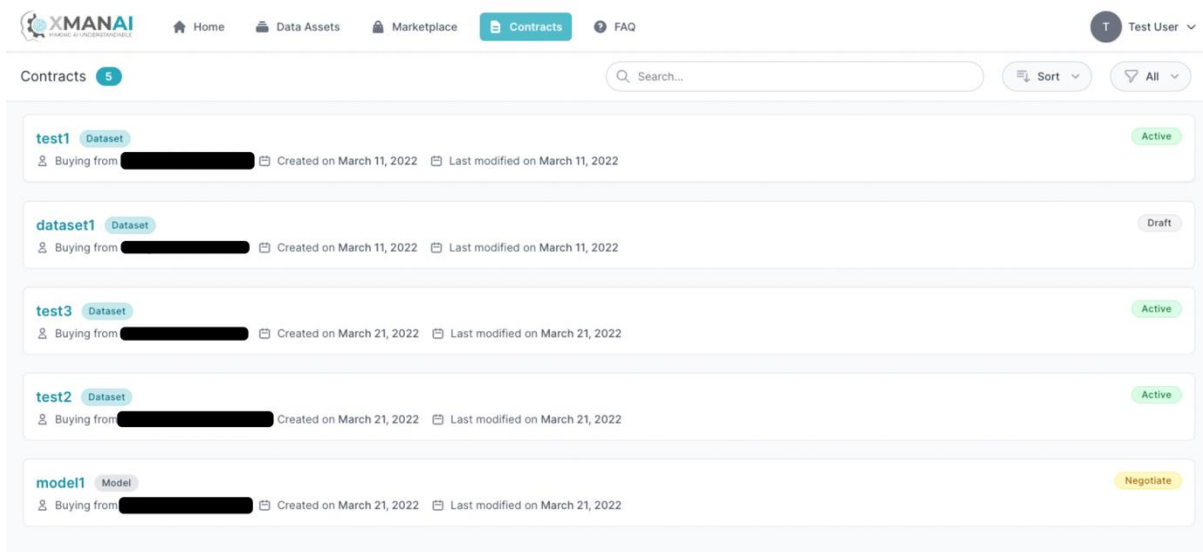 XMANAI Home Data Assets Marketplace Contracts FAQ T Test User
MAKING AI UNDERSTANDABLE
Contracts 5 Search... Sort All
test1 Dataset Active
Buying from Created on March 11, 2022 Last modified on March 11, 2022
dataset1 Dataset Draft
Buying from Created on March 11, 2022 Last modified on March 11, 2022
test3 Dataset Active
Buying from Created on March 21, 2022 Last modified on March 21, 2022
test2 Dataset Active
Buying from Created on March 21, 2022 Last modified on March 21, 2022
model1 Model Negotiate
Buying from Created on March 21, 2022 Last modified on March 21, 2022